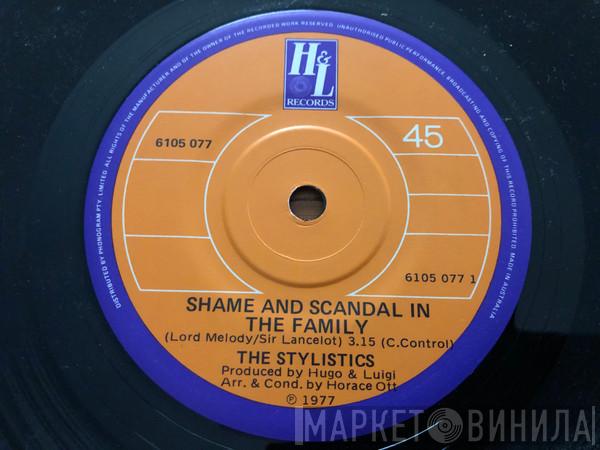 ALL RIGHTS OF THE MANUFACTURER AND OF THE OWNER OF THE RECORDED WORK RESERVED. UNAUTHORISED PUBLIC PERFORMANCE, BROADCASTING AND COPYING OF THIS RECORD PROHIBITED. MADE IN AUSTRALIA
DISTRIBUTED BY PHONOGRAM PTY. LIMITED
H&L
RECORDS
6105 077
45
6105 077 1
SHAME AND SCANDAL IN
THE FAMILY
(Lord Melody/Sir Lancelot) 3.15 (C.Control)
THE STYLISTICS
Produced by Hugo & Luigi
Arr. & Cond. by Horace Ott
℗ 1977
МАРКЕТ ВИНИЛА